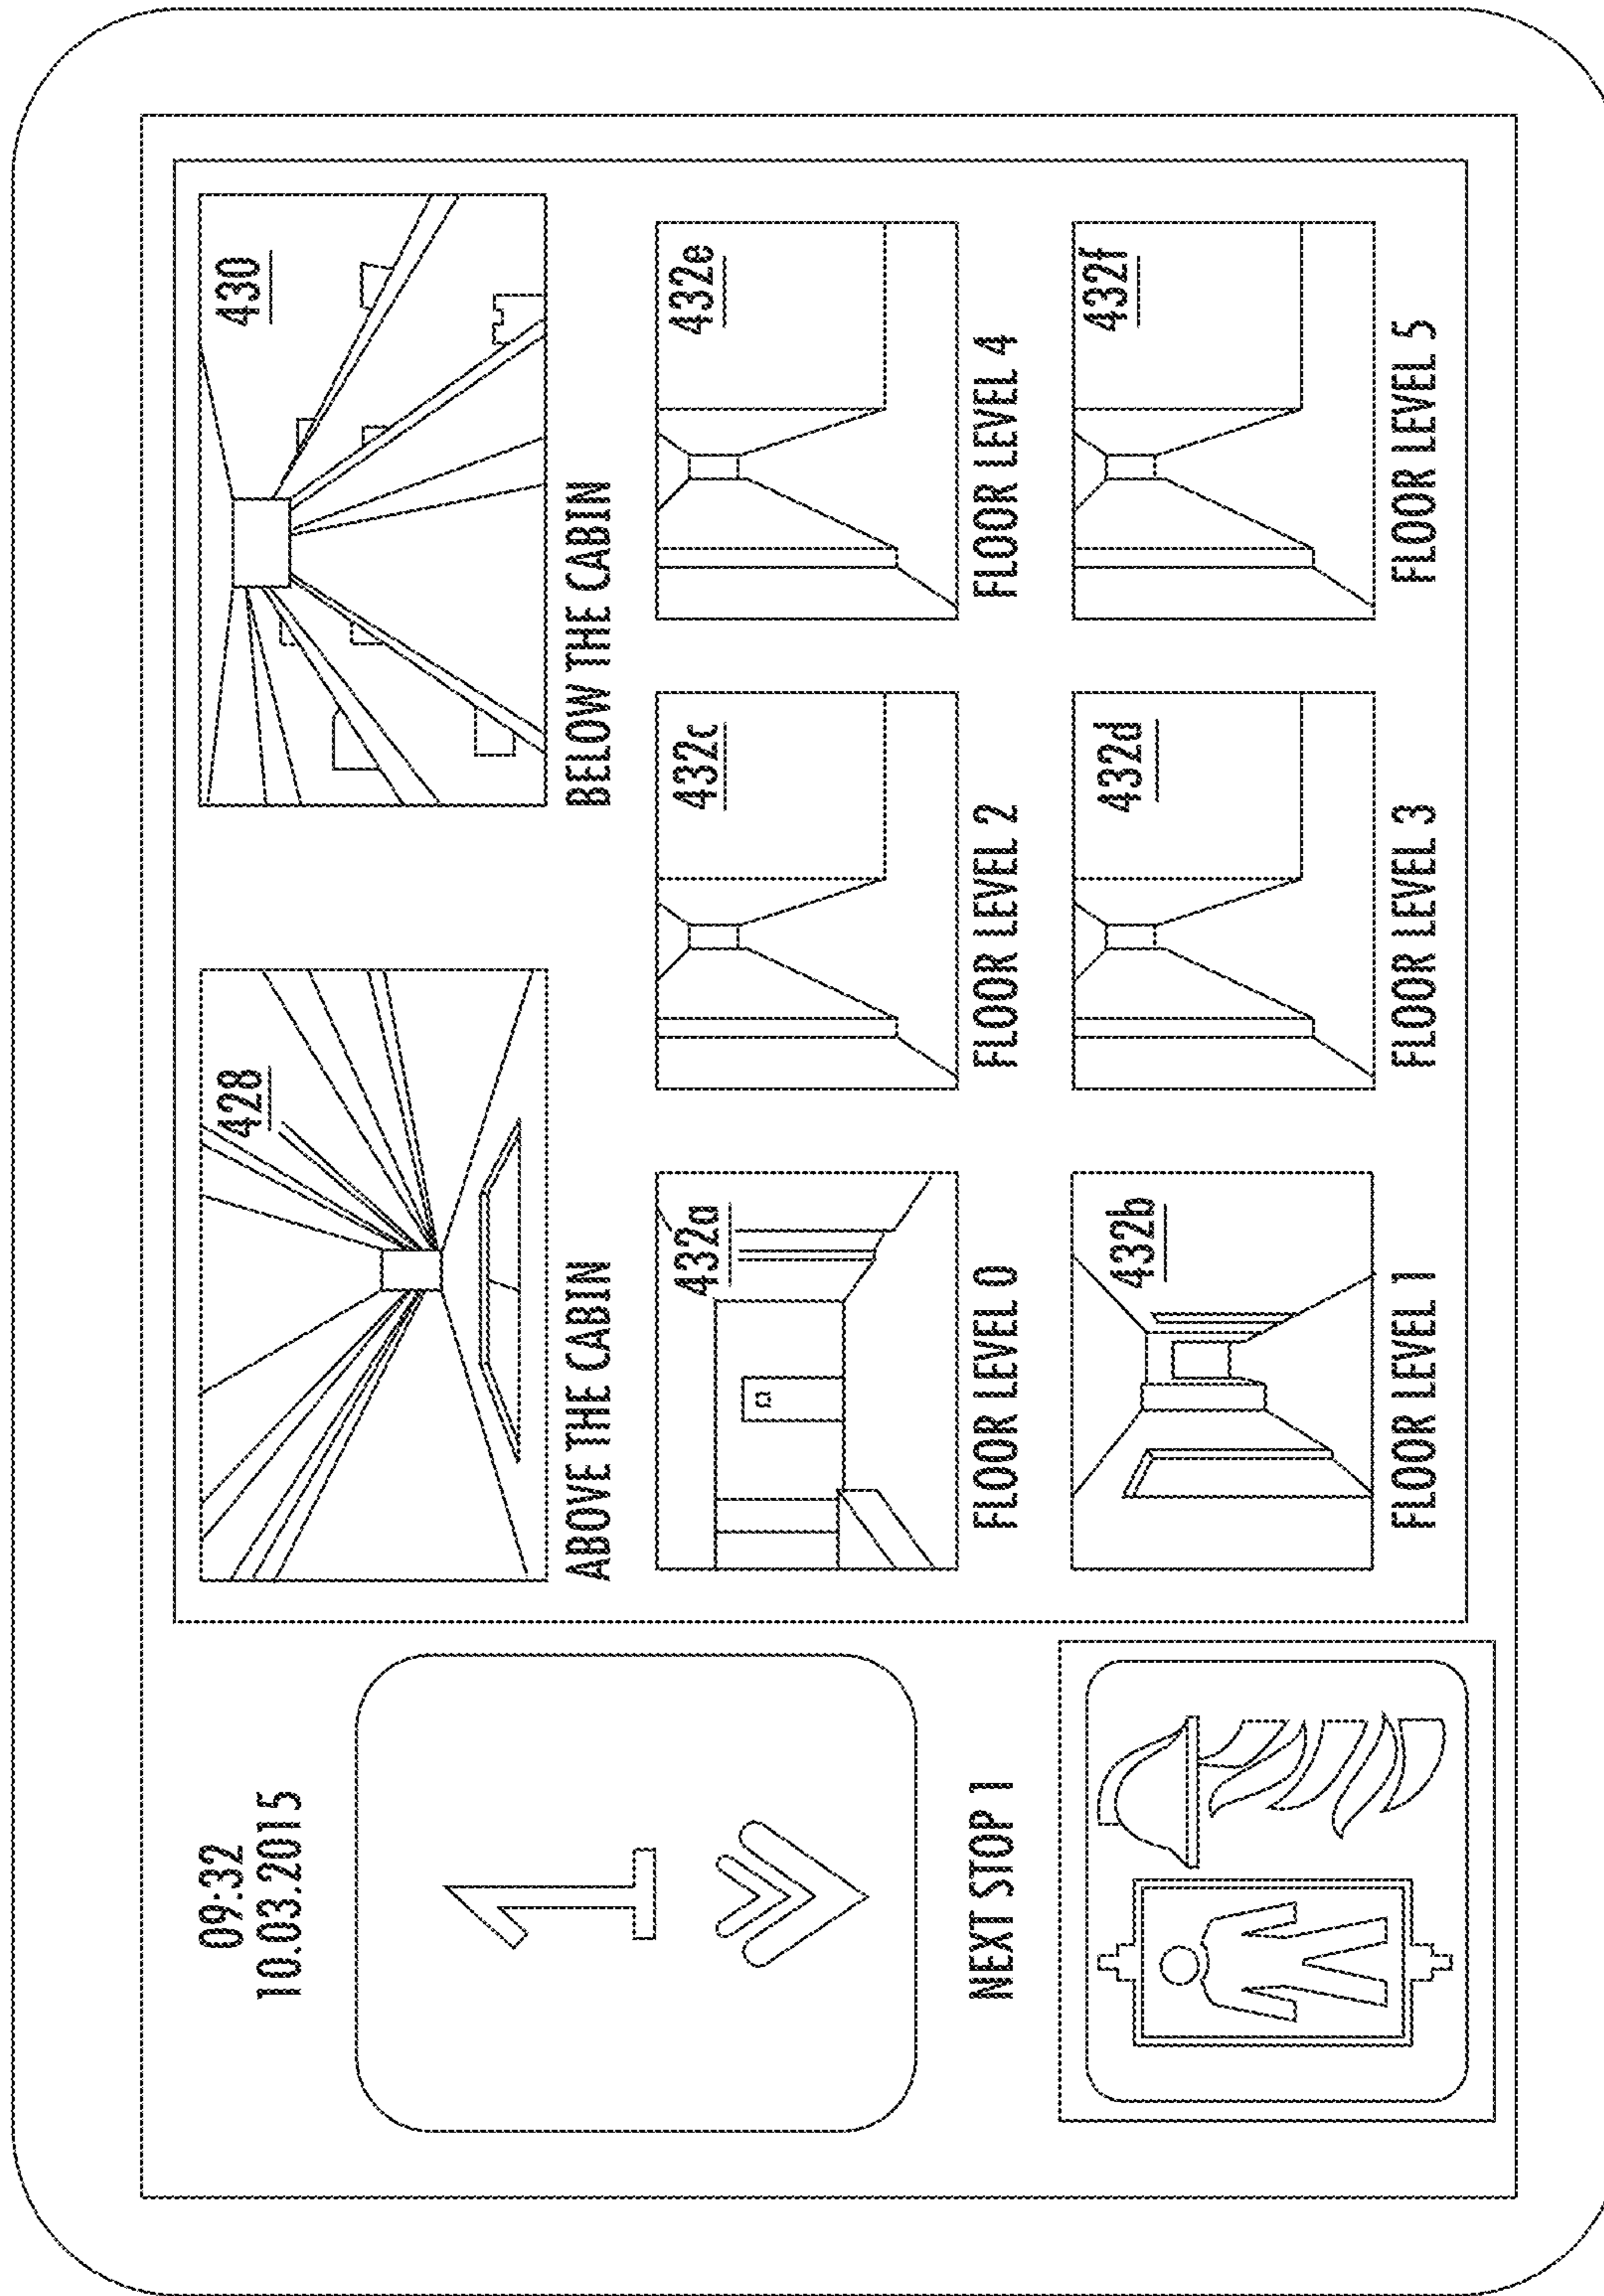 09:32
10.03.2015
1
NEXT STOP 1
428
ABOVE THE CABIN
430
BELOW THE CABIN
432a
FLOOR LEVEL 0
432c
FLOOR LEVEL 2
432e
FLOOR LEVEL 4
432b
FLOOR LEVEL 1
432d
FLOOR LEVEL 3
432f
FLOOR LEVEL 5